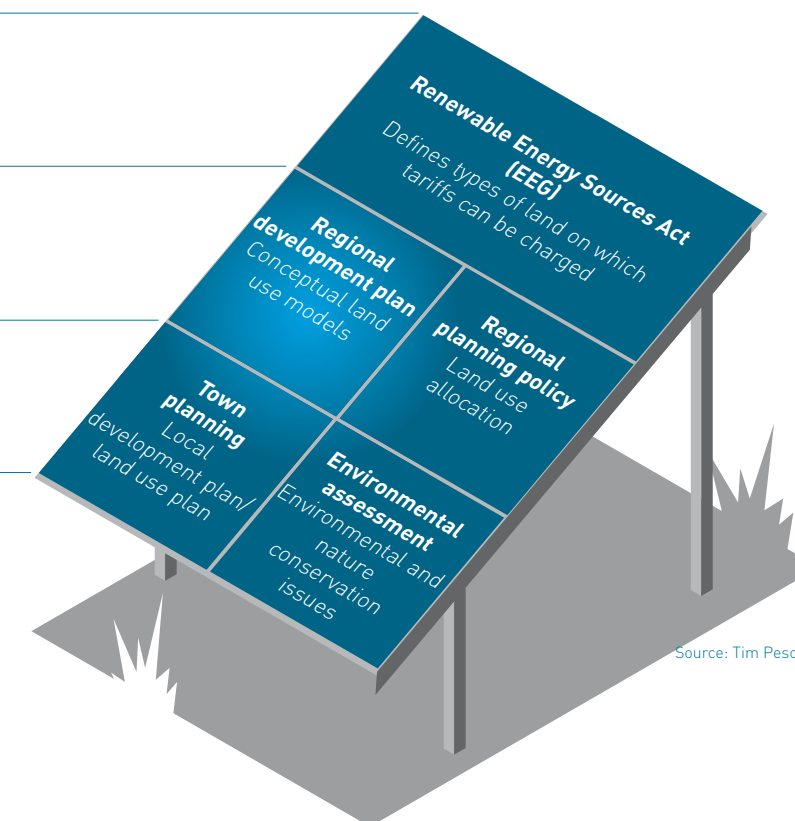 Renewable Energy Sources Act
(EEG)
Defines types of land on which
tariffs can be charged
Regional
development plan
Conceptual land
use models
Regional
planning policy
Land use
allocation
Town
planning
Local
development plan/
land use plan
Environmental
assessment
Environmental and
nature
conservation
issues
Source: Tim